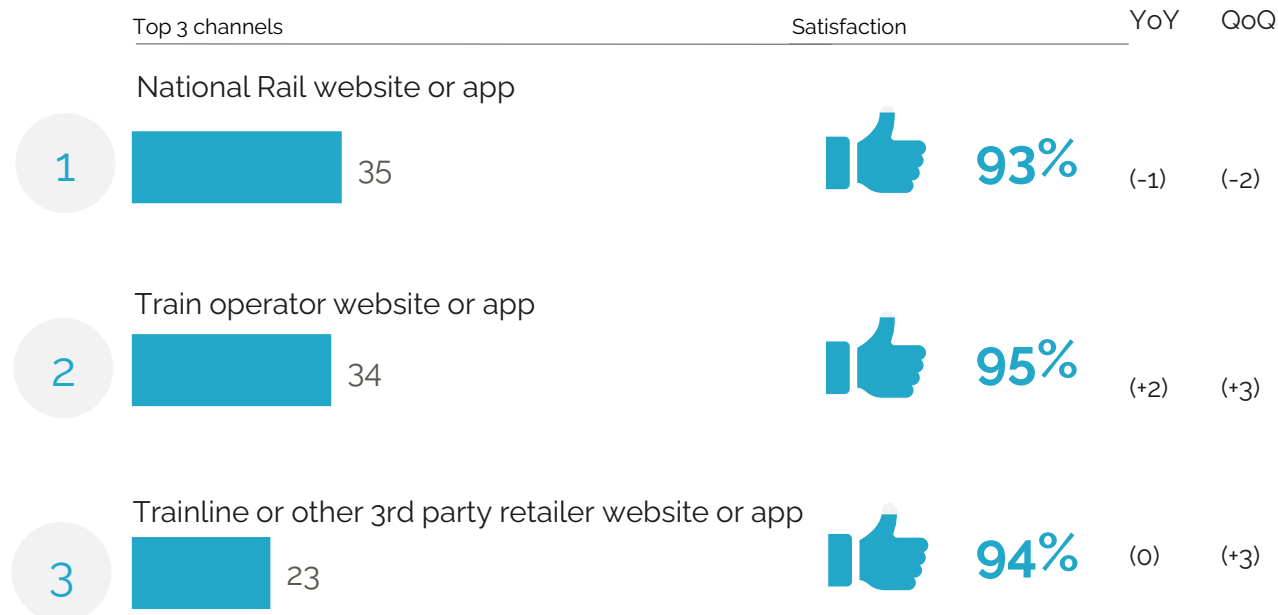 Top 3 channels Satisfaction YoY QoQ
National Rail website or app
1 35 93% (-1) (-2)
Train operator website or app
2 34 95% (+2) (+3)
Trainline or other 3rd party retailer website or app
3 23 94% (0) (+3)